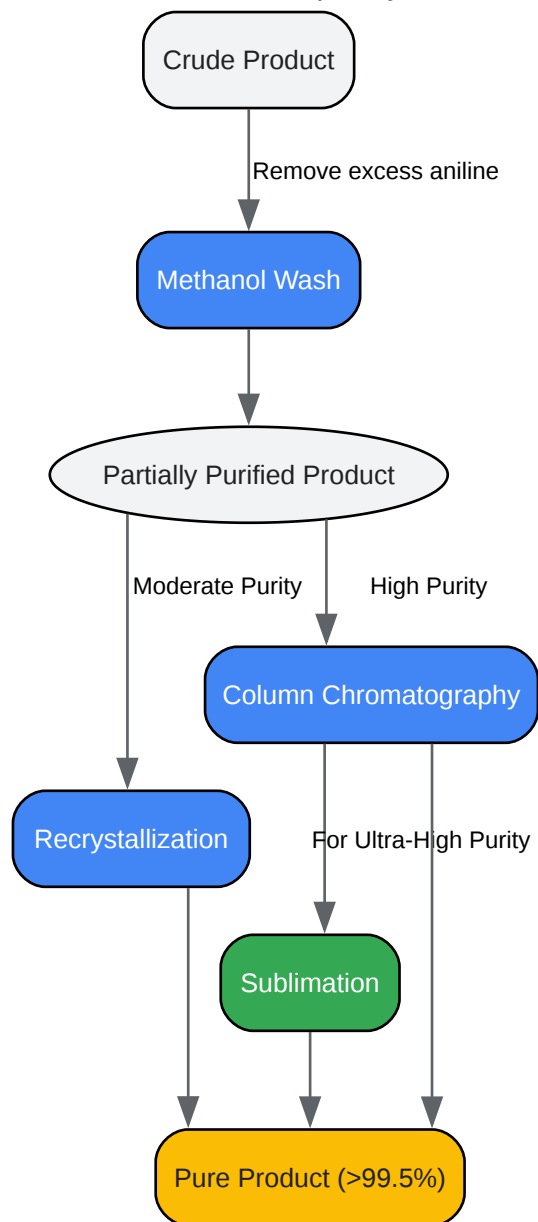 Crude Product
Remove excess aniline
Methanol Wash
Partially Purified Product
Moderate Purity
High Purity
Column Chromatography
Recrystallization
For Ultra-High Purity
Sublimation
Pure Product (>99.5%)